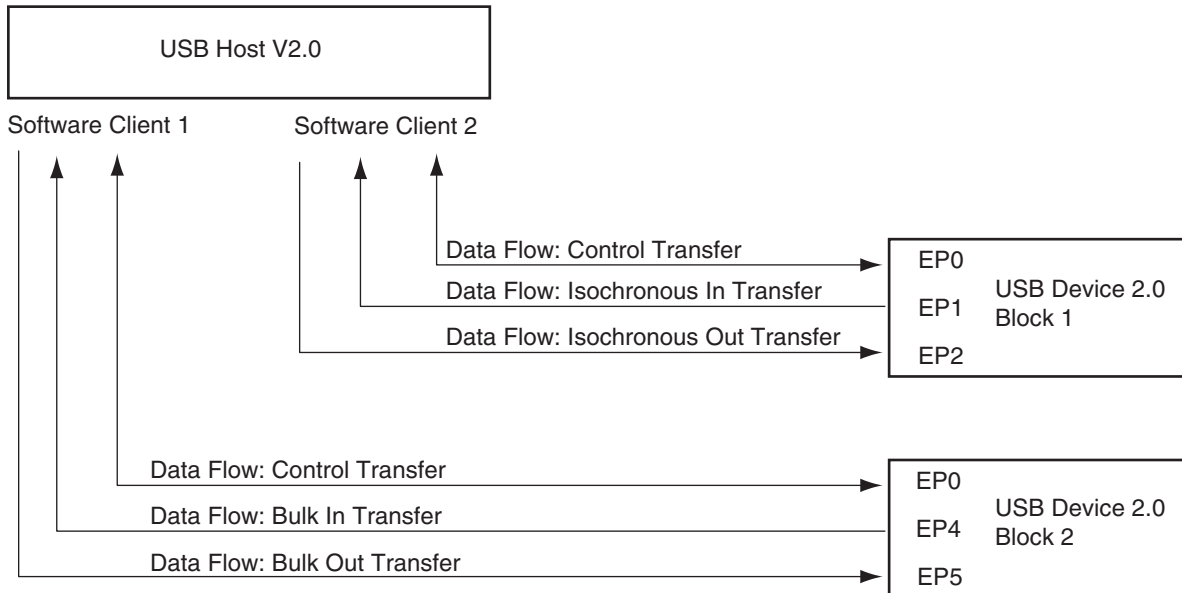 USB Host V2.0
Software Client 1
Software Client 2
Data Flow: Control Transfer
Data Flow: Isochronous In Transfer
Data Flow: Isochronous Out Transfer
EP0
EP1
EP2
USB Device 2.0
Block 1
Data Flow: Control Transfer
Data Flow: Bulk In Transfer
Data Flow: Bulk Out Transfer
EP0
EP4
EP5
USB Device 2.0
Block 2